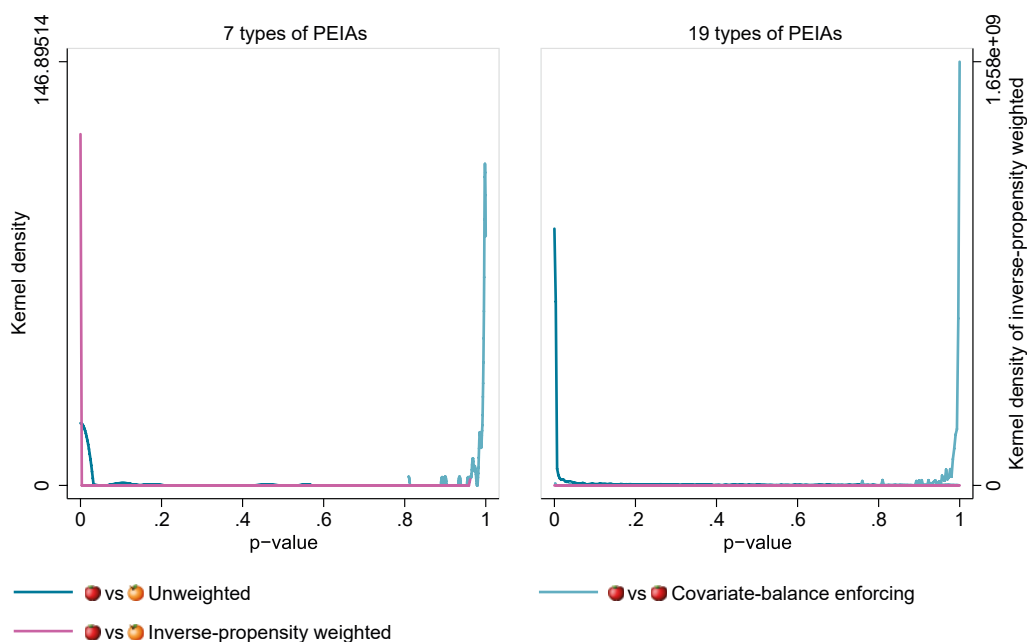 7 types of PEIAs
19 types of PEIAs
146.89514
0
Kernel density
0 .2 .4 .6 .8 1
p−value
0 .2 .4 .6 .8 1
p−value
1.658e+09
0
Kernel density of inverse−propensity weighted
🍎 vs 🍊 Unweighted
🍎 vs 🍎 Covariate−balance enforcing
🍎 vs 🍊 Inverse−propensity weighted